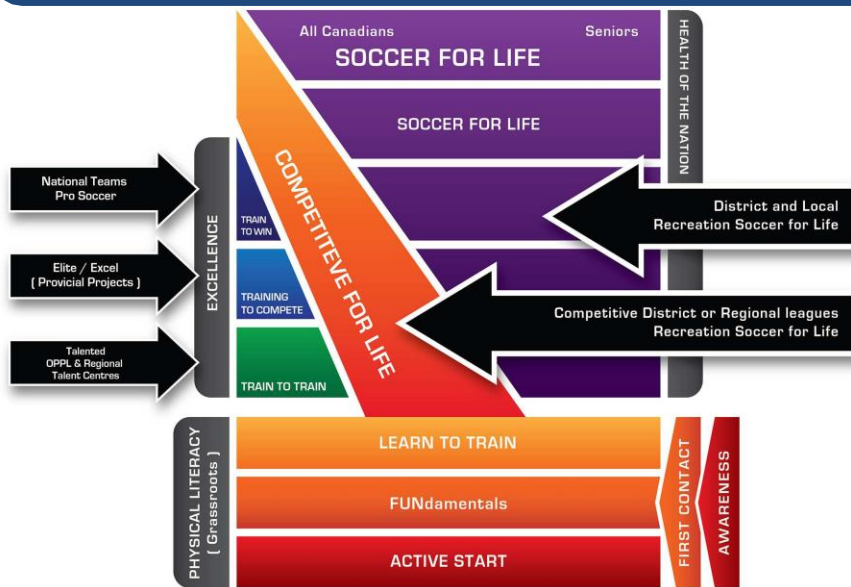 All Canadians
Seniors
SOCCER FOR LIFE
SOCCER FOR LIFE
HEALTH OF THE NATION
COMPETITEVE FOR LIFE
National Teams
Pro Soccer
Elite / Excel
( Provicial Projects )
Talented
OPPL & Regional
Talent Centres
EXCELLENCE
TRAIN
TO WIN
TRAINING
TO COMPETE
TRAIN TO TRAIN
District and Local
Recreation Soccer for Life
Competitive District or Regional leagues
Recreation Soccer for Life
PHYSICAL LITERACY
( Grassroots )
LEARN TO TRAIN
FUNdamentals
ACTIVE START
FIRST CONTACT
AWARENESS